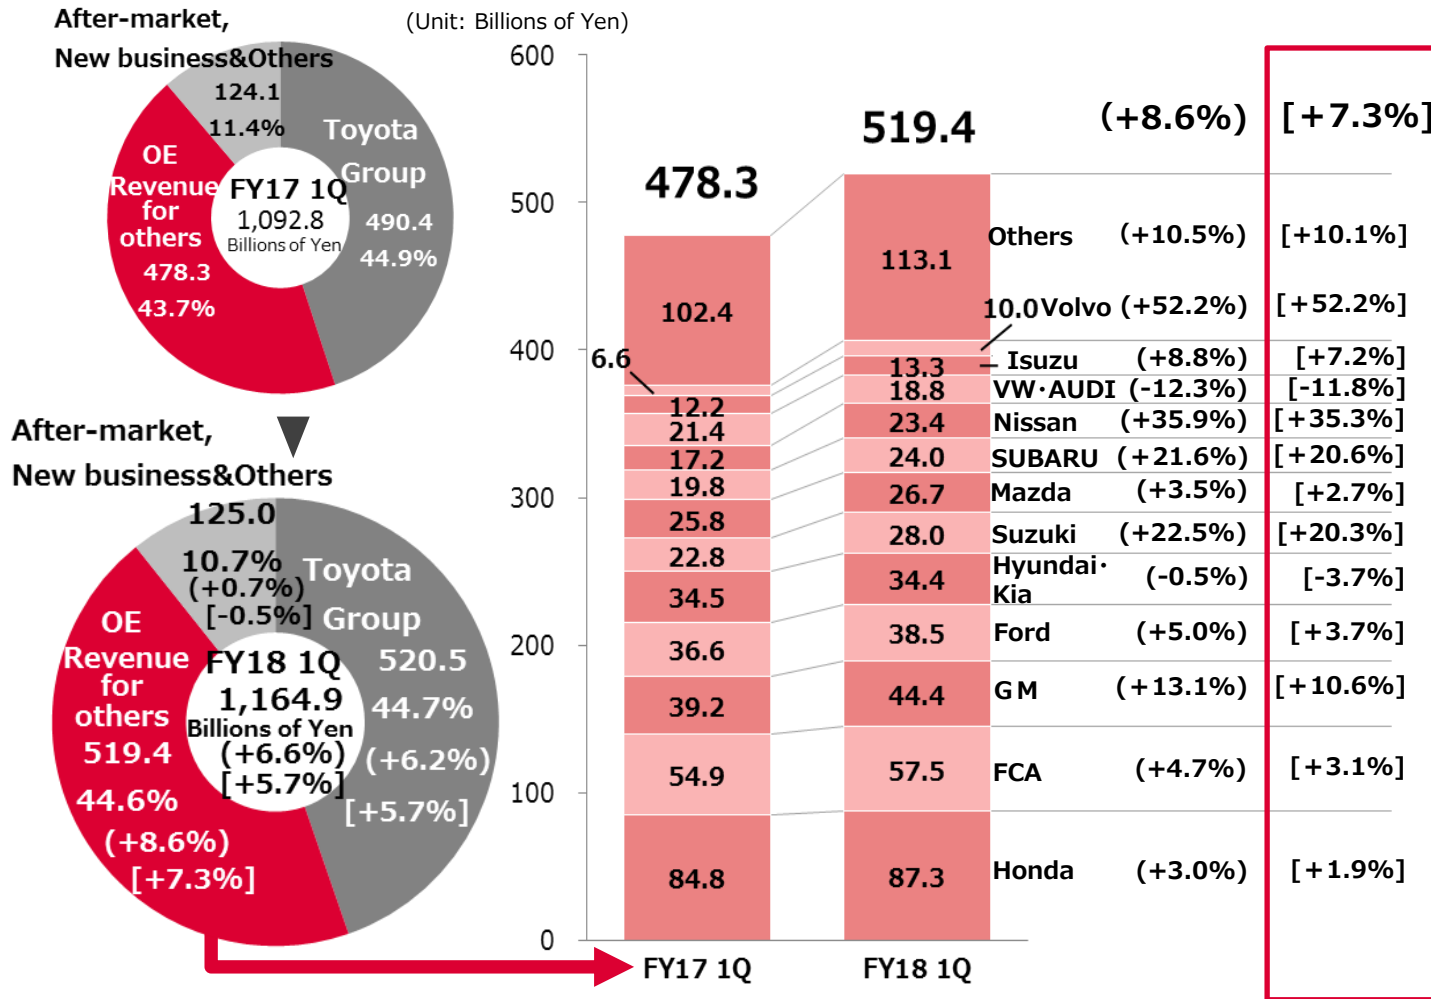 After-market,
New business&Others
124.1
11.4%
Toyota
Group
490.4
44.9%
OE
Revenue
for
others
478.3
43.7%
FY17 1Q
1,092.8
Billions of Yen
After-market,
New business&Others
125.0
10.7%
(+0.7%)
[-0.5%]
Toyota
Group
520.5
44.7%
(+6.2%)
[+5.7%]
OE
Revenue
for
others
519.4
44.6%
(+8.6%)
[+7.3%]
FY18 1Q
1,164.9
Billions of Yen
(+6.6%)
[+5.7%]
(Unit: Billions of Yen)
600
500
400
300
200
100
0
478.3
102.4
6.6
12.2
21.4
17.2
19.8
25.8
22.8
34.5
36.6
39.2
54.9
84.8
FY17 1Q
519.4
113.1
10.0
13.3
18.8
23.4
24.0
26.7
28.0
34.4
38.5
44.4
57.5
87.3
FY18 1Q
(+8.6%) [+7.3%]
Others (+10.5%) [+10.1%]
Volvo (+52.2%) [+52.2%]
Isuzu (+8.8%) [+7.2%]
VW・AUDI (-12.3%) [-11.8%]
Nissan (+35.9%) [+35.3%]
SUBARU (+21.6%) [+20.6%]
Mazda (+3.5%) [+2.7%]
Suzuki (+22.5%) [+20.3%]
Hyundai・
Kia (-0.5%) [-3.7%]
Ford (+5.0%) [+3.7%]
GM (+13.1%) [+10.6%]
FCA (+4.7%) [+3.1%]
Honda (+3.0%) [+1.9%]